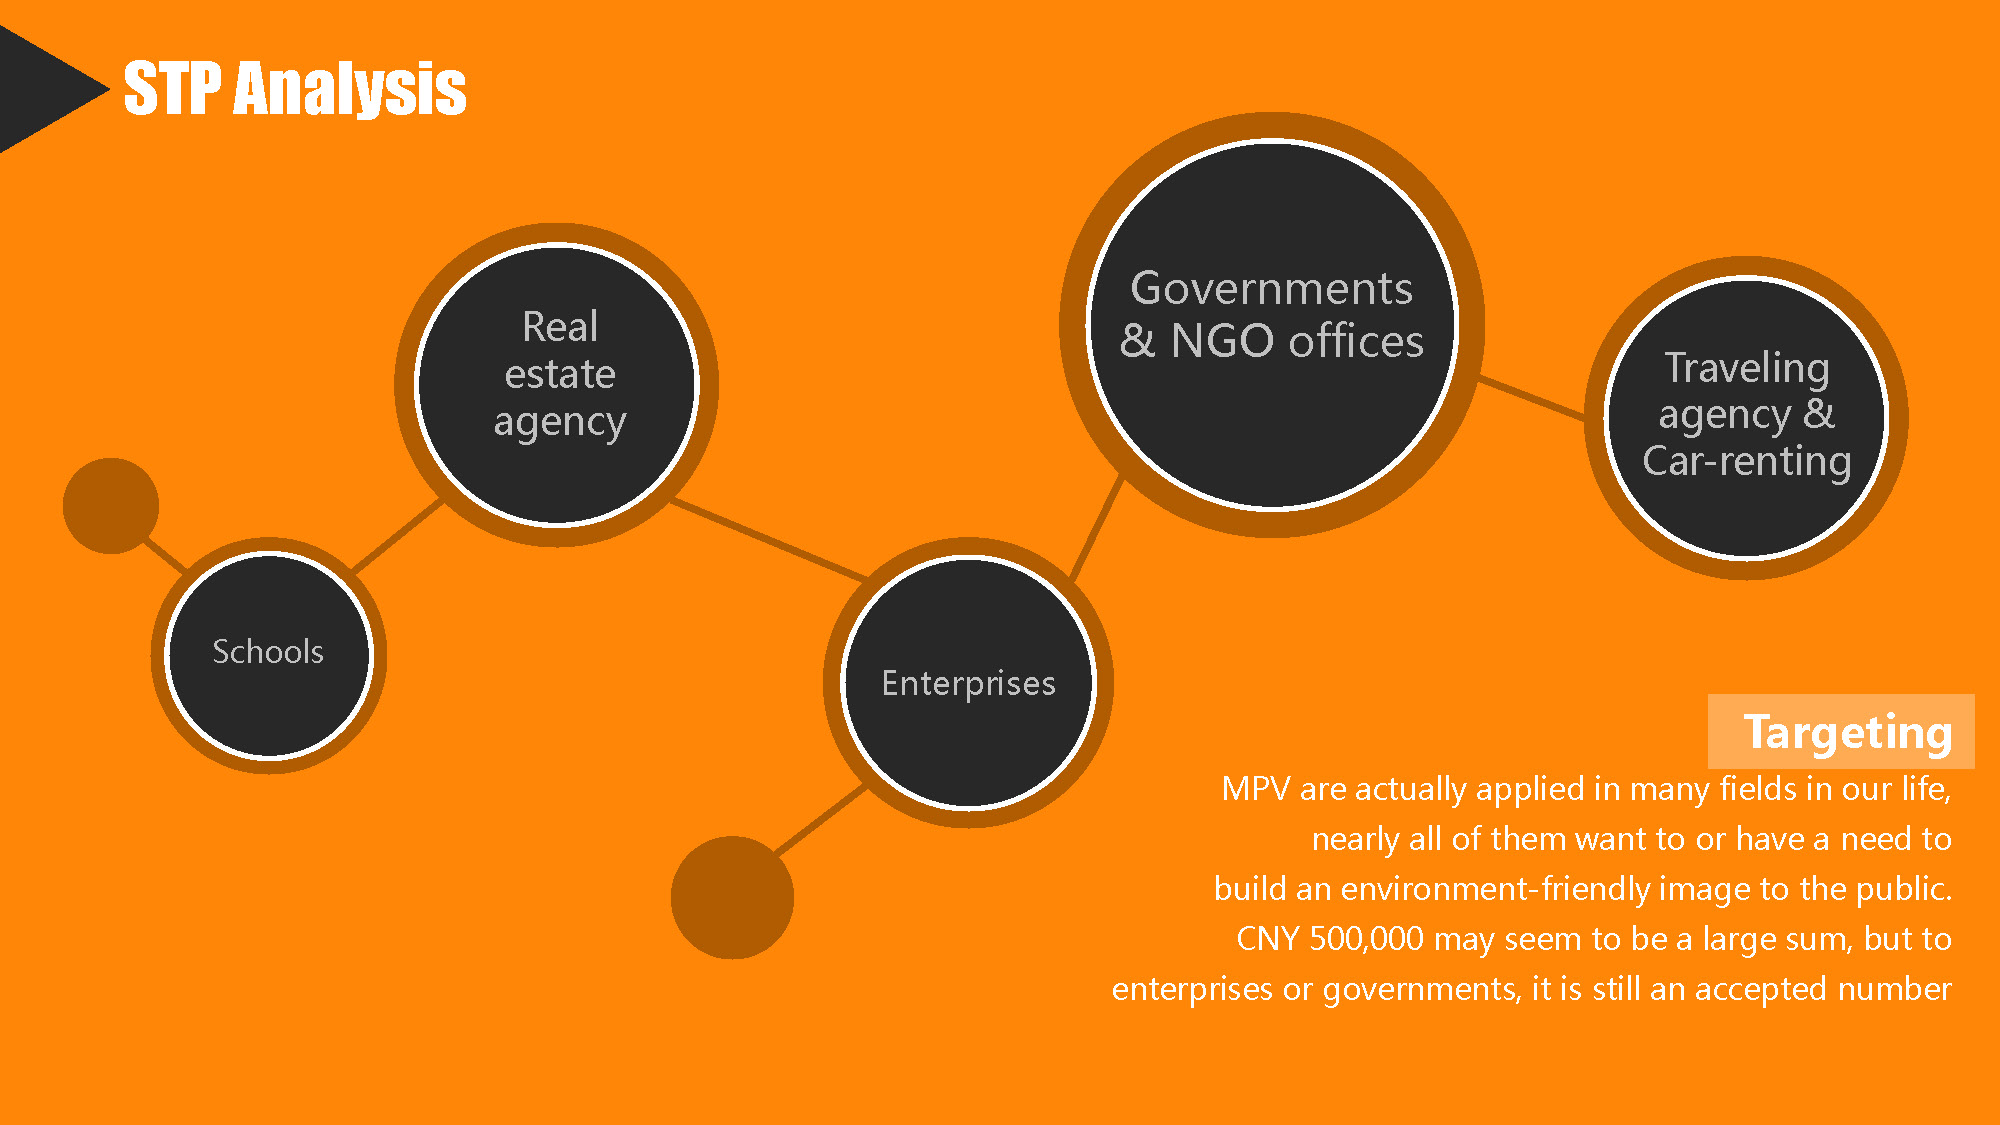 STP Analysis
Real
estate
agency
Governments
& NGO offices
Traveling
agency &
Car-renting
Schools
Enterprises
Targeting
MPV are actually applied in many fields in our life,
nearly all of them want to or have a need to
build an environment-friendly image to the public.
CNY 500,000 may seem to be a large sum, but to
enterprises or governments, it is still an accepted number